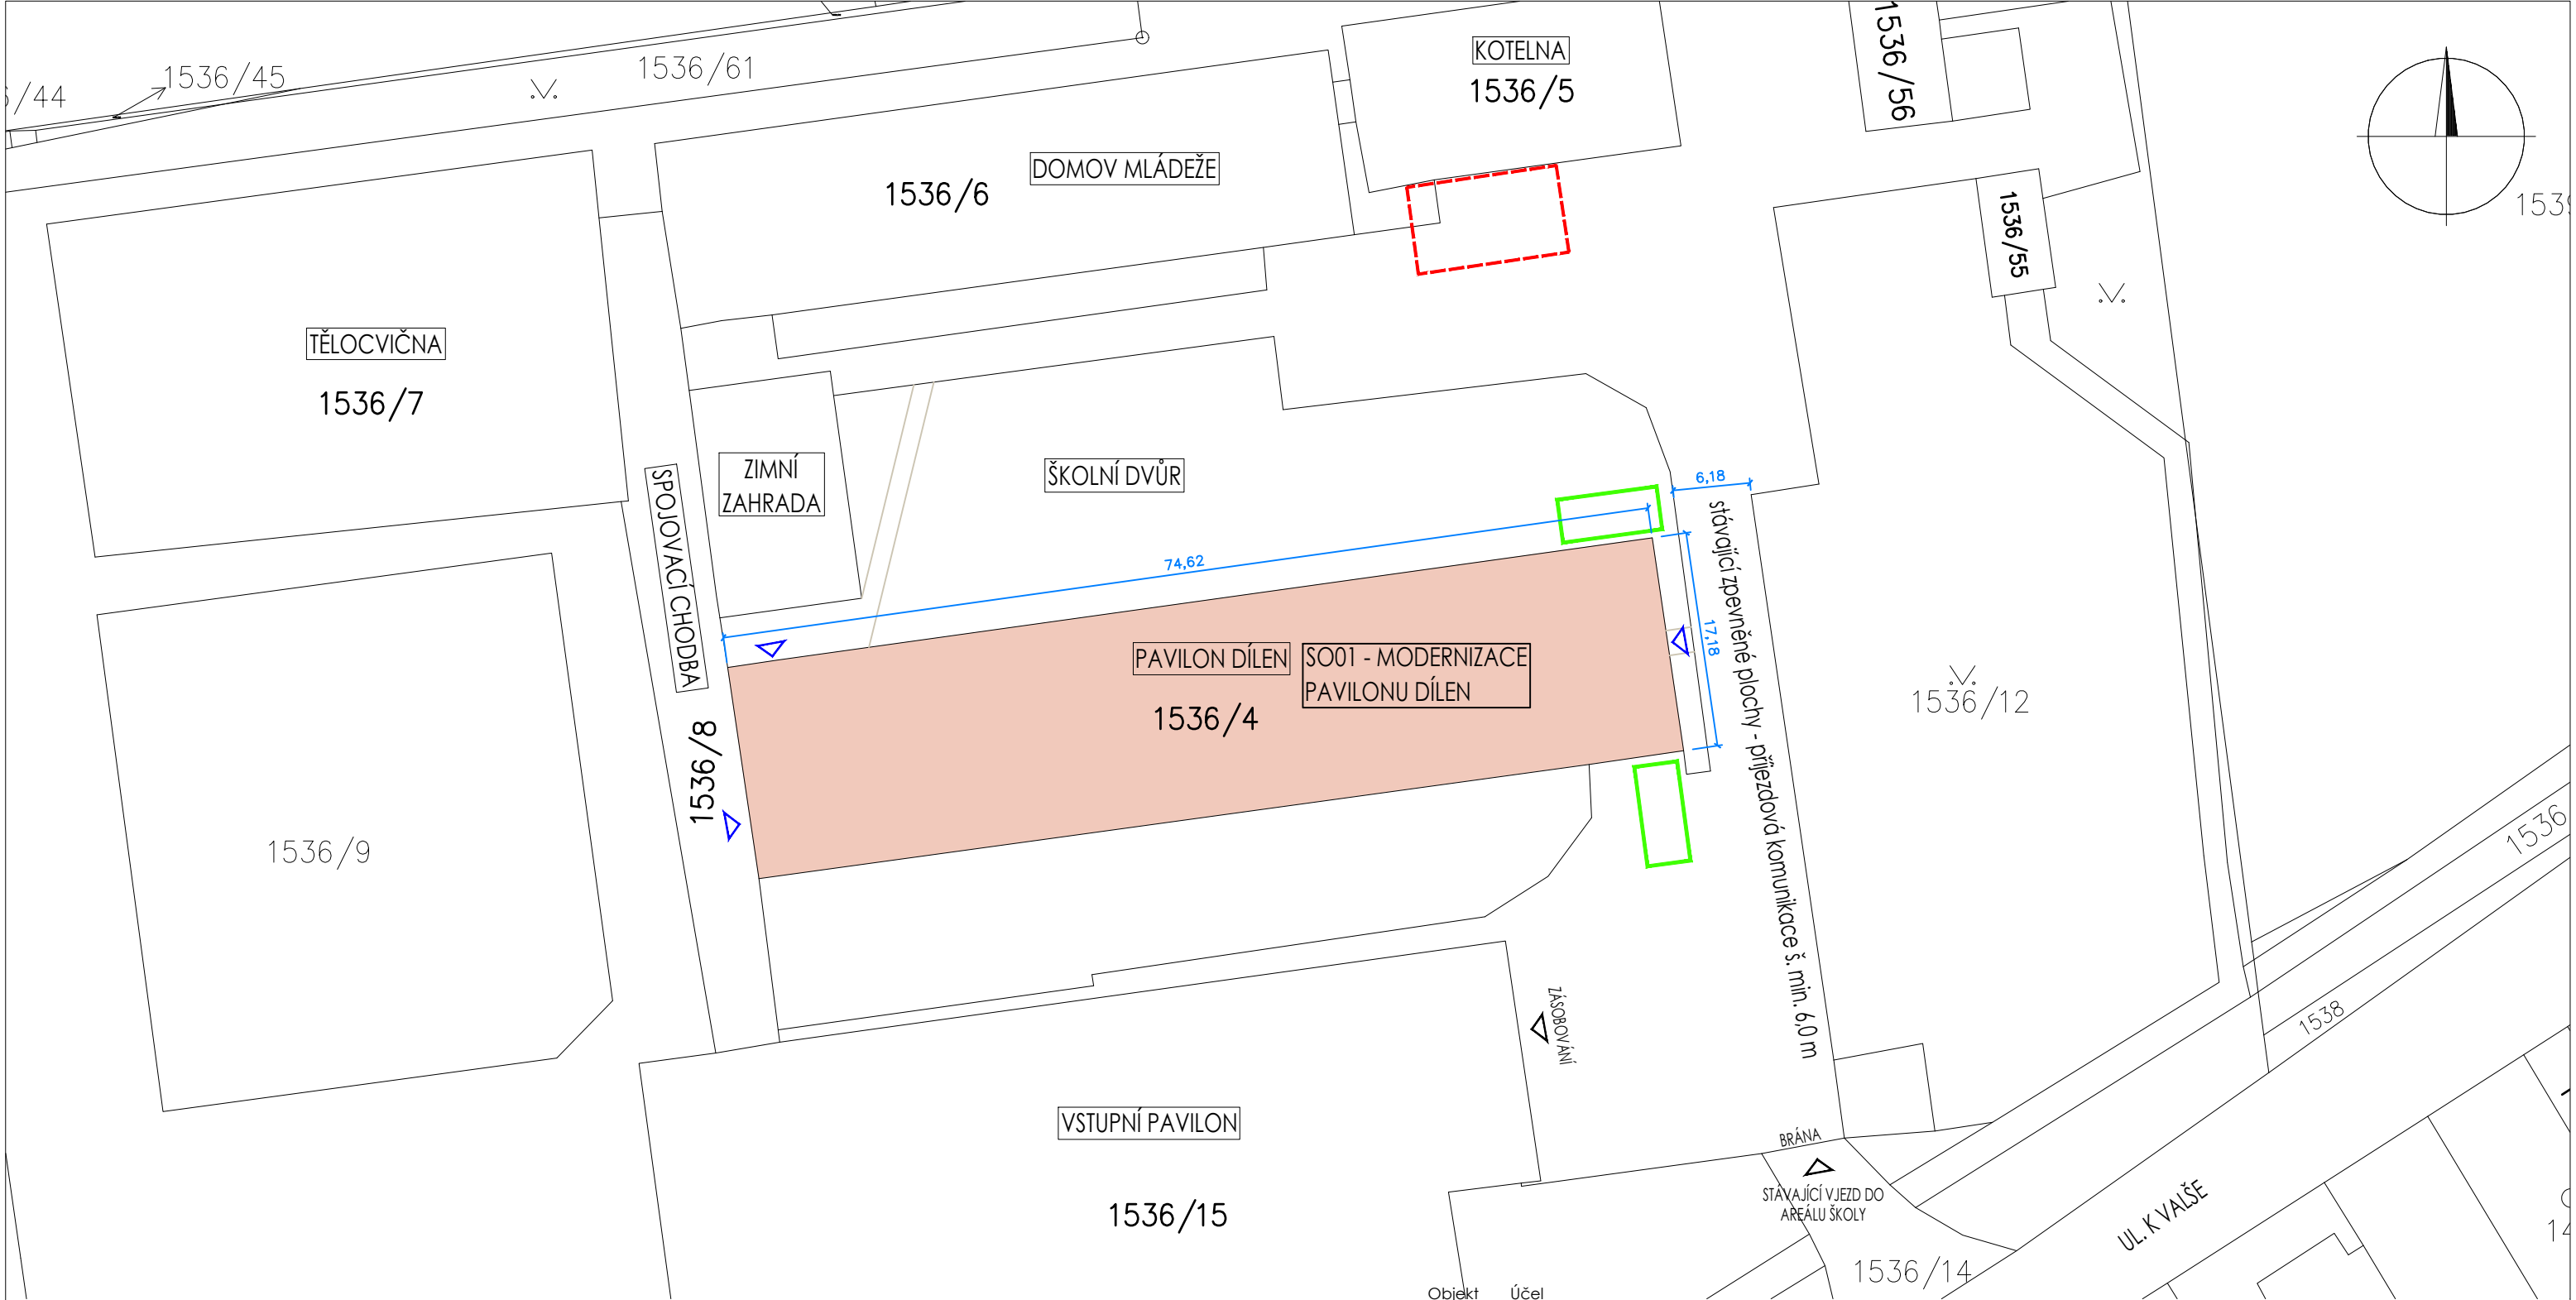 1536/45
1536/61
KOTELNA
1536/5
1536/56
/44
DOMOV MLÁDEŽE
1536/6
1536/55
153
TĚLOCVIČNA
1536/7
ZIMNÍ
ZAHRADA
ŠKOLNÍ DVŮR
6,18
SPOJOVACÍ CHODBA
74,62
17,18
stávající zpevněné plochy - příjezdová komunikace š. min. 6,0 m
PAVILON DÍLEN
SO01 - MODERNIZACE
PAVILONU DÍLEN
1536/4
1536/12
1536/8
1536/9
1536
ZÁSOBOVÁNÍ
1538
VSTUPNÍ PAVILON
BRÁNA
1536/15
STÁVAJÍCÍ VJEZD DO
AREÁLU ŠKOLY
UL. K VALŠE
14
1536/14
Objekt Účel